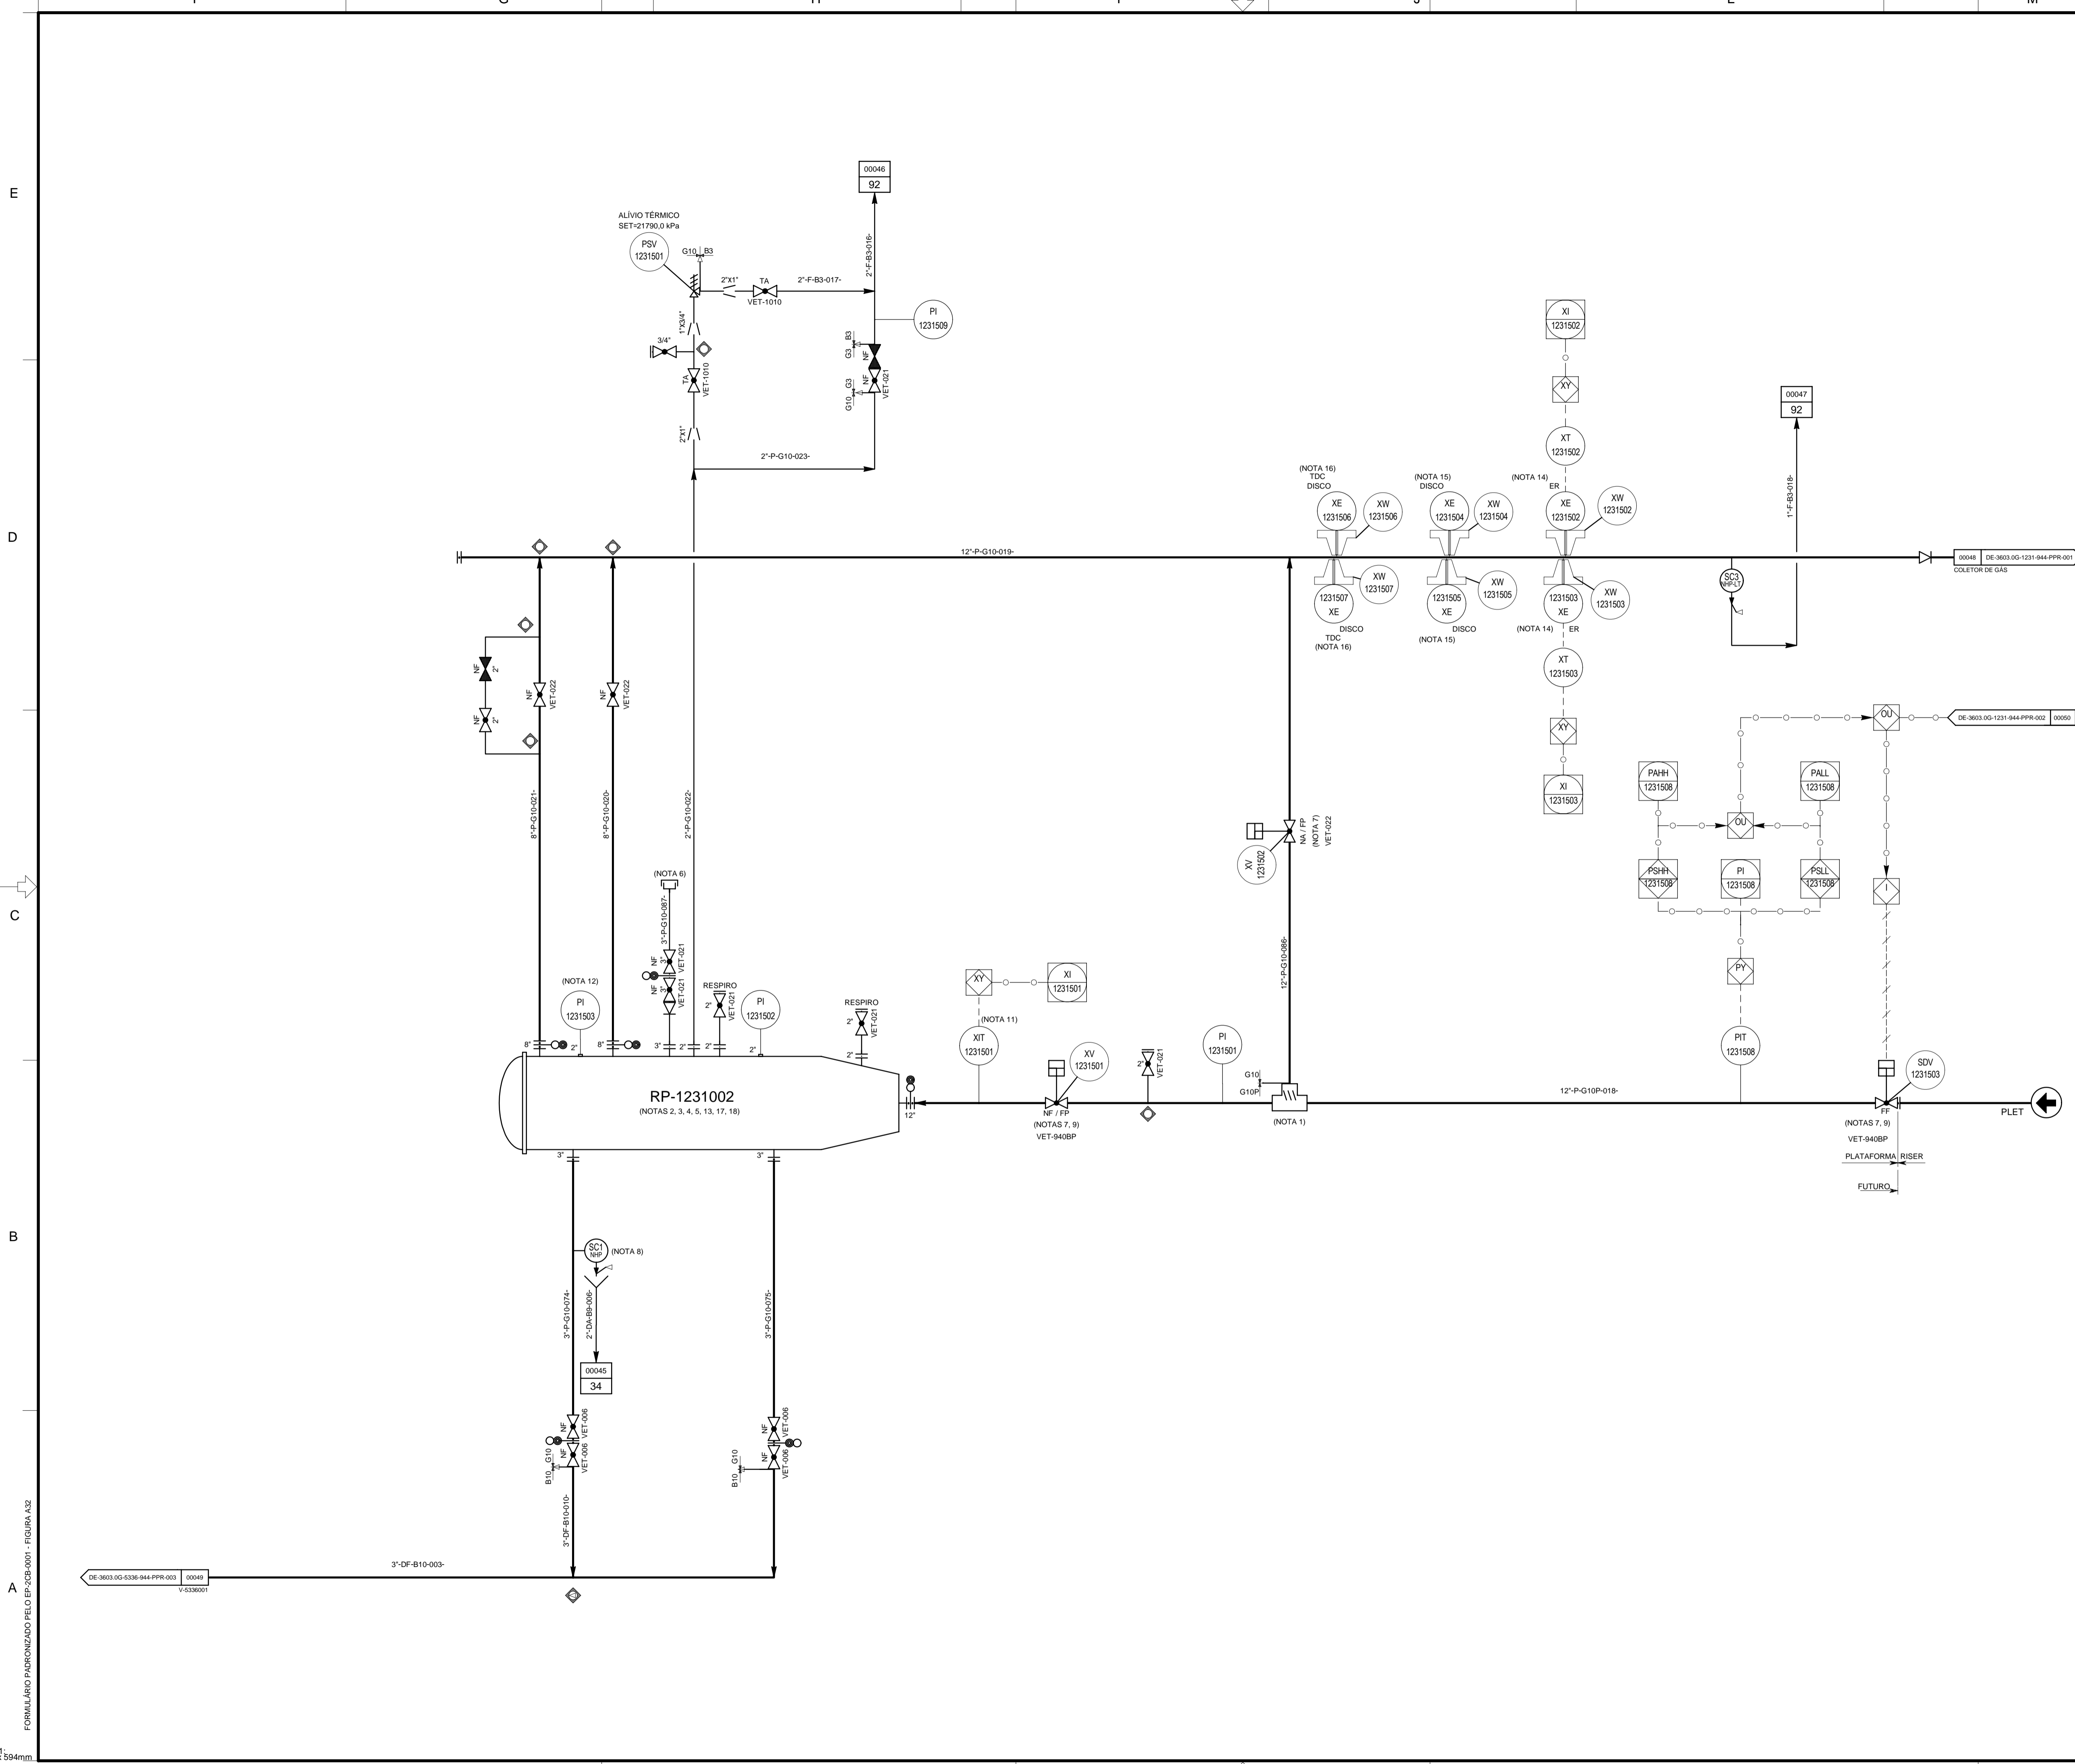 G
H
J
E
D
C
B
A
00046
92
ALÍVIO TÉRMICO
SET=21790,0 kPa
PSV
1231501
G10
B3
2"X1"
TA
VET-1010
2"-F-B3-017-
2"-F-B3-016-
PI
1231509
1"X3/4"
3/4"
TA
VET-1010
2"X1"
B3
G3
NF
G3
G10
NF
VET-021
2"-P-G10-023-
XI
1231502
XY
XT
1231502
00047
92
1"-F-B3-018-
(NOTA 16)
TDC
DISCO
(NOTA 15)
DISCO
(NOTA 14)
ER
XE
1231506
XW
1231506
XE
1231504
XW
1231504
XE
1231502
XW
1231502
12"-P-G10-019-
00048
DE-3603.0G-1231-944-PPR-001
COLETOR DE GÁS
SC3
NHP-LT
1231507
XE
XW
1231507
1231505
XE
XW
1231505
1231503
XE
XW
1231503
DISCO
TDC
(NOTA 16)
DISCO
(NOTA 15)
(NOTA 14)
ER
XT
1231503
XY
XI
1231503
NF
2"
NF
2"
NF
VET-022
NF
VET-022
8"-P-G10-021-
8"-P-G10-020-
2"-P-G10-022-
OU
DE-3603.0G-1231-944-PPR-002
00050
PAHH
1231508
PALL
1231508
OU
PSHH
1231508
PI
1231508
PSLL
1231508
I
PY
PIT
1231508
XV
1231502
NA / FP
(NOTA 7)
VET-022
12"-P-G10-086-
(NOTA 6)
3"-P-G10-087-
NF
3"
VET-021
NF
3"
VET-021
(NOTA 12)
PI
1231503
RESPIRO
2"
VET-021
PI
1231502
RESPIRO
2"
VET-021
8"
2"
8"
3"
2"
2"
2"
2"
XY
XI
1231501
(NOTA 11)
XIT
1231501
XV
1231501
2"
VET-021
PI
1231501
G10
G10P
SDV
1231503
RP-1231002
(NOTAS 2, 3, 4, 5, 13, 17, 18)
12"
NF / FP
(NOTAS 7, 9)
VET-940BP
(NOTA 1)
12"-P-G10P-018-
FF
(NOTAS 7, 9)
VET-940BP
PLET
PLATAFORMA
RISER
FUTURO
3"
3"
SC1
NHP
(NOTA 8)
3"-P-G10-074-
2"-DA-B9-006-
3"-P-G10-075-
00045
34
NF
VET-006
NF
VET-006
G10
B10
NF
VET-006
NF
VET-006
G10
B10
3"-DF-B10-010-
3"-DF-B10-003-
DE-3603.0G-5336-944-PPR-003
00049
V-5336001
FORMULÁRIO PADRONIZADO PELO EP-2CB-0001 - FIGURA A32
594mm